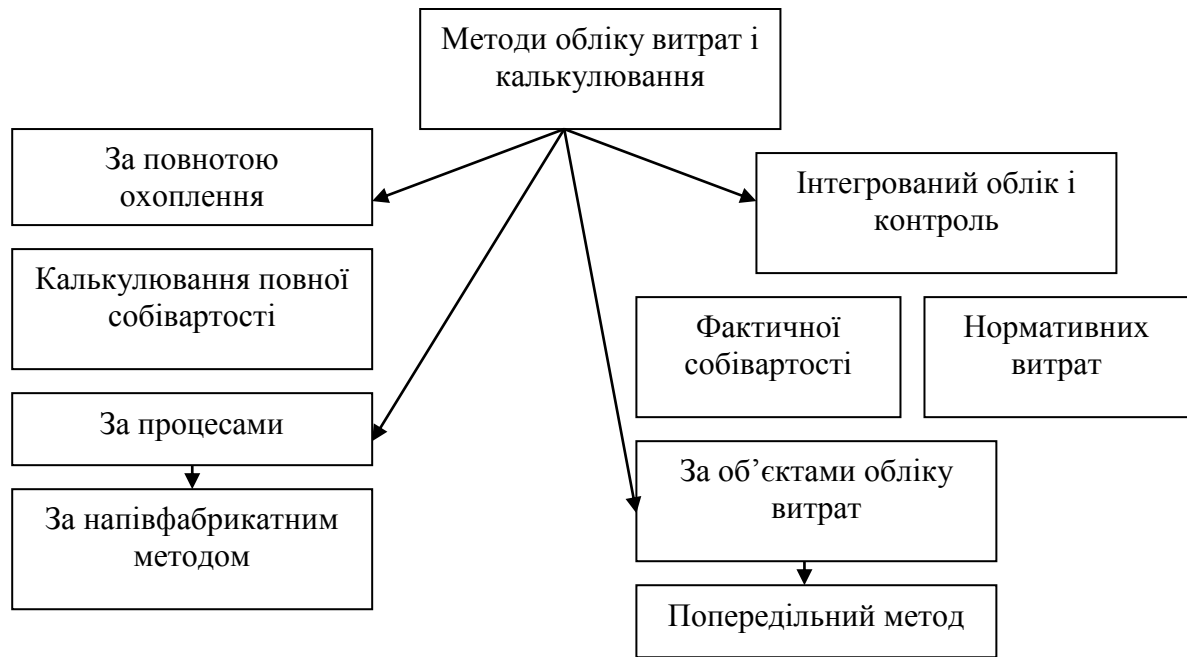 Методи обліку витрат і
калькулювання
За повнотою
охоплення
Інтегрований облік і
контроль
Калькулювання повної
собівартості
Фактичної
собівартості
Нормативних
витрат
За процесами
За об’єктами обліку
витрат
За напівфабрикатним
методом
Попередільний метод